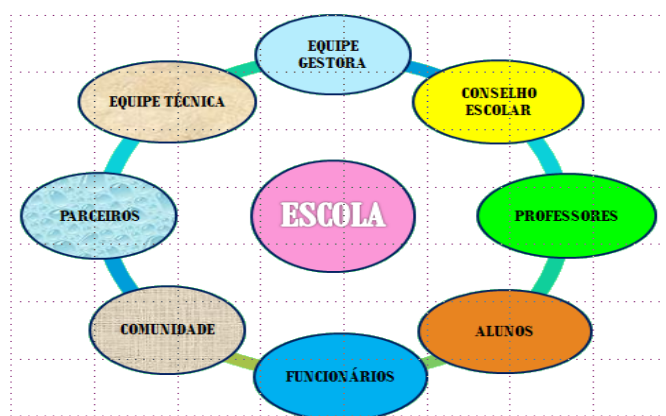 EQUIPE
GESTORA
CONSELHO
ESCOLAR
PROFESSORES
ALUNOS
FUNCIONÁRIOS
COMUNIDADE
PARCEIROS
EQUIPE TÉCNICA
ESCOLA